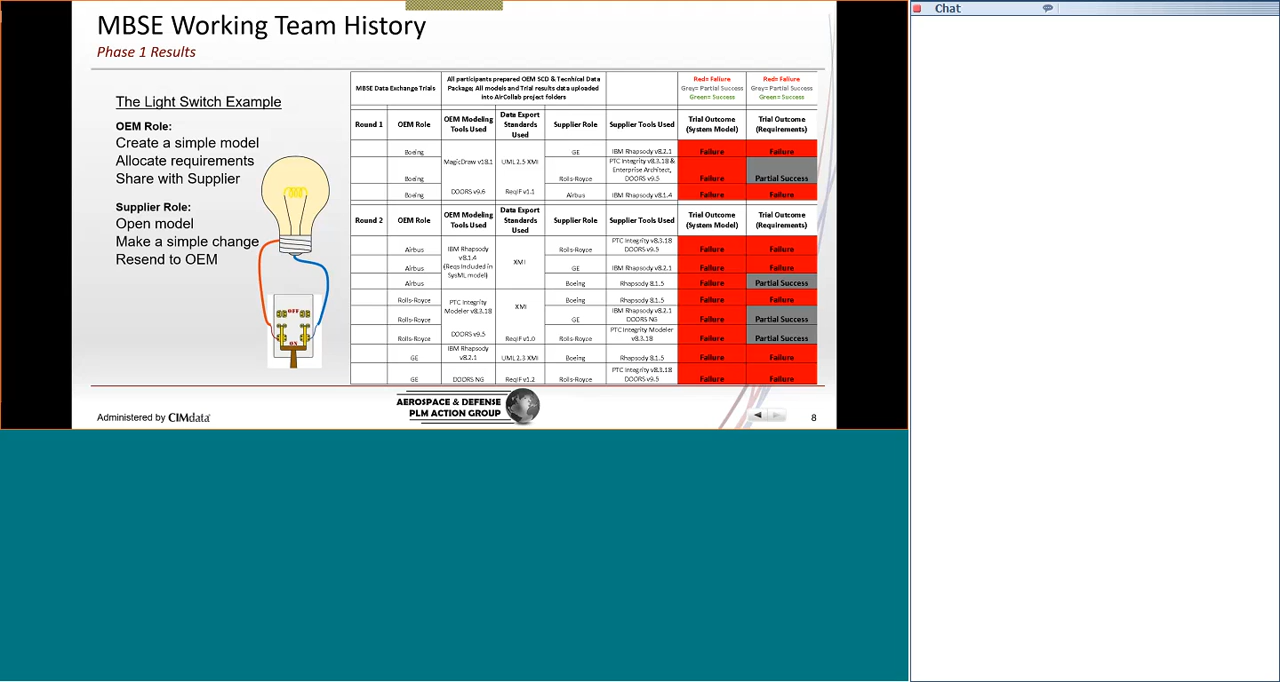 Chat
MBSE Working Team History
Phase 1 Results
The Light Switch Example
OEM Role:
Create a simple model
Allocate requirements
Share with Supplier
Supplier Role:
Open model
Make a simple change
Resend to OEM
OFF
ON
MBSE Data Exchange Trials
All participants prepared OEM SCD & Tecnhical Data
Package; All models and Trial results data uploaded
into AirCollab project folders
Red= Failure
Grey= Partial Success
Green= Success
Red= Failure
Grey= Partial Success
Green= Success
Round 1
OEM Role
OEM Modeling
Tools Used
Data Export
Standards
Used
Supplier Role
Supplier Tools Used
Trial Outcome
(System Model)
Trial Outcome
(Requirements)
Boeing
MagicDraw v18.1
UML 2.5 XMI
GE
IBM Rhapsody v8.2.1
Failure
Failure
Boeing
Rolls-Royce
PTC Integrity v8.3.18 &
Enterprise Architect,
DOORS v9.5
Failure
Partial Success
Boeing
DOORS v9.6
ReqIF v1.1
Airbus
IBM Rhapsody v8.1.4
Failure
Failure
Round 2
OEM Role
OEM Modeling
Tools Used
Data Export
Standards
Used
Supplier Role
Supplier Tools Used
Trial Outcome
(System Model)
Trial Outcome
(Requirements)
Airbus
IBM Rhapsody
v8.1.4
(Reqs Included in
SysML model)
XMI
Rolls-Royce
PTC Integrity v8.3.18
DOORS v9.5
Failure
Failure
Airbus
GE
IBM Rhapsody v8.2.1
Failure
Failure
Airbus
Boeing
Rhapsody 8.1.5
Failure
Partial Success
Rolls-Royce
PTC Integrity
Modeler v8.3.18
XMI
Boeing
Rhapsody 8.1.5
Failure
Failure
Rolls-Royce
GE
IBM Rhapsody v8.2.1
DOORS NG
Failure
Partial Success
Rolls-Royce
DOORS v9.5
ReqIF v1.0
Rolls-Royce
PTC Integrity Modeler
v8.3.18
Failure
Partial Success
GE
IBM Rhapsody
v8.2.1
UML 2.3 XMI
Boeing
Rhapsody 8.1.5
Failure
Failure
GE
DOORS NG
ReqIF v1.2
Rolls-Royce
PTC Integrity v8.3.18
DOORS v9.5
Failure
Failure
Administered by CIMdata
AEROSPACE & DEFENSE
PLM ACTION GROUP
8